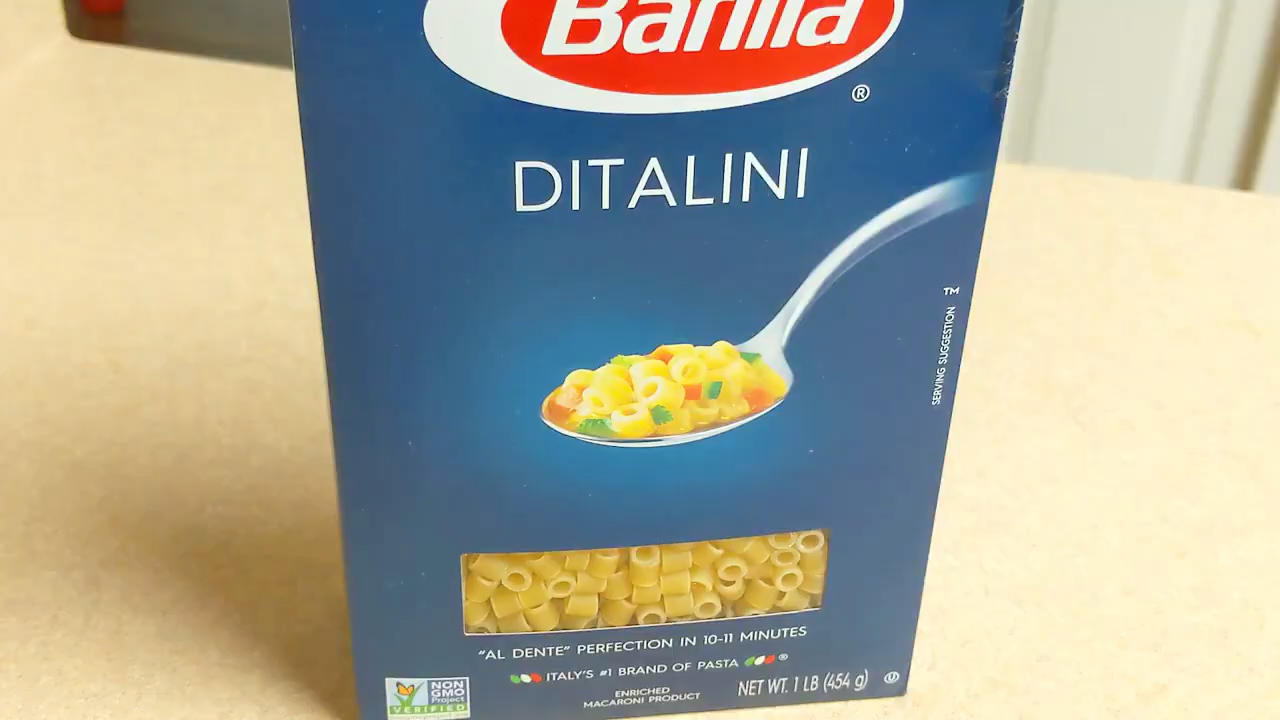 Barilla
®
DITALINI
TM
SERVING SUGGESTION
"AL DENTE" PERFECTION IN 10-11 MINUTES
ITALY'S #1 BRAND OF PASTA ®
ENRICHED
MACARONI PRODUCT
NET WT. 1 LB (454 g)
U
NON
GMO
Project
VERIFIED